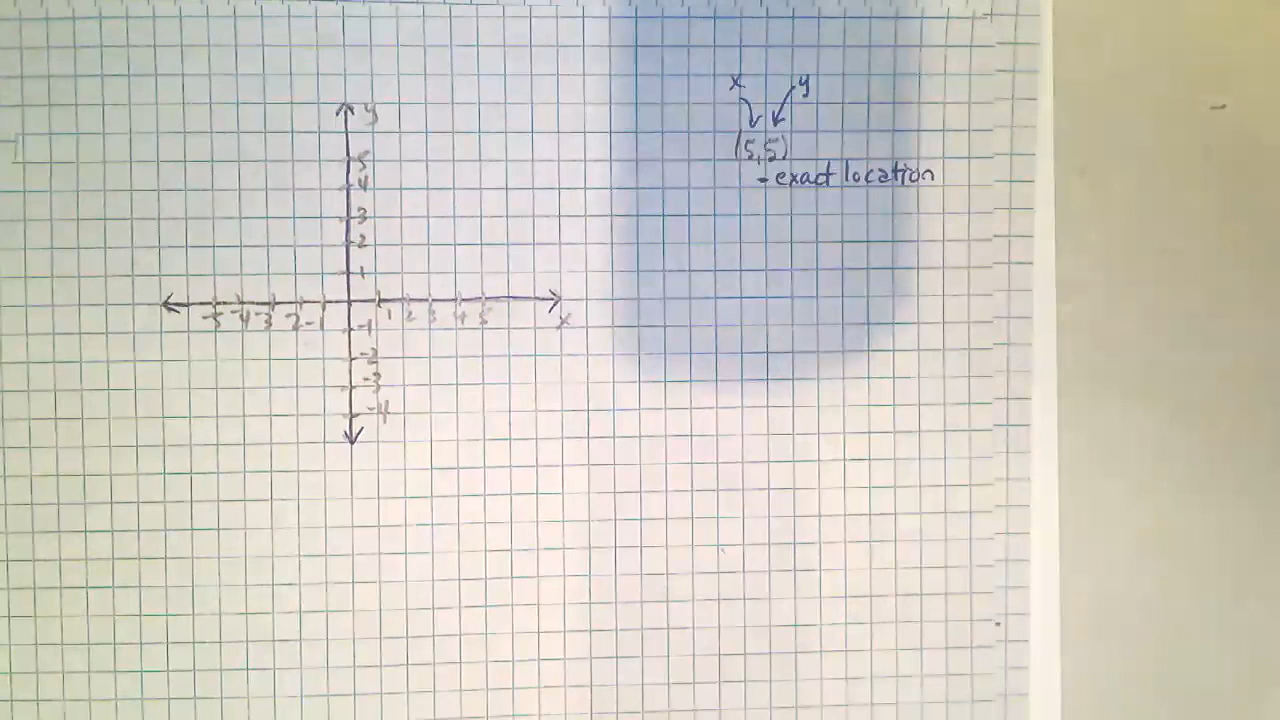 x y
(5,5)
- exact location
y
5
4
3
2
1
-5 -4 -3 -2 -1 1 2 3 4 5 x
-1
-2
-3
-4